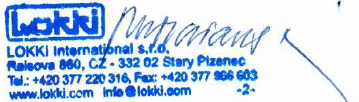 LOKKI
LOKKI International s.r.o.
Raisova 860, CZ - 332 02 Stary Plzenec
Tel.: +420 377 220 316, Fax: +420 377 966 603
www.lokki.com info@lokki.com -2-